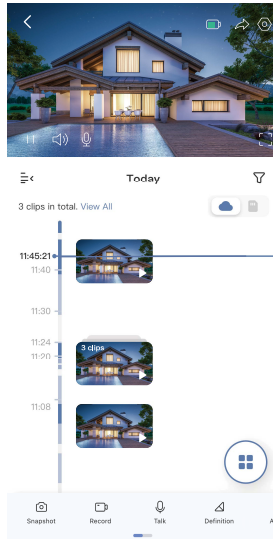 Today
3 clips in total. View All
11:45:21
11:40
11:30
11:24
3 clips
11:20
11:08
Snapshot
Record
Talk
Definition